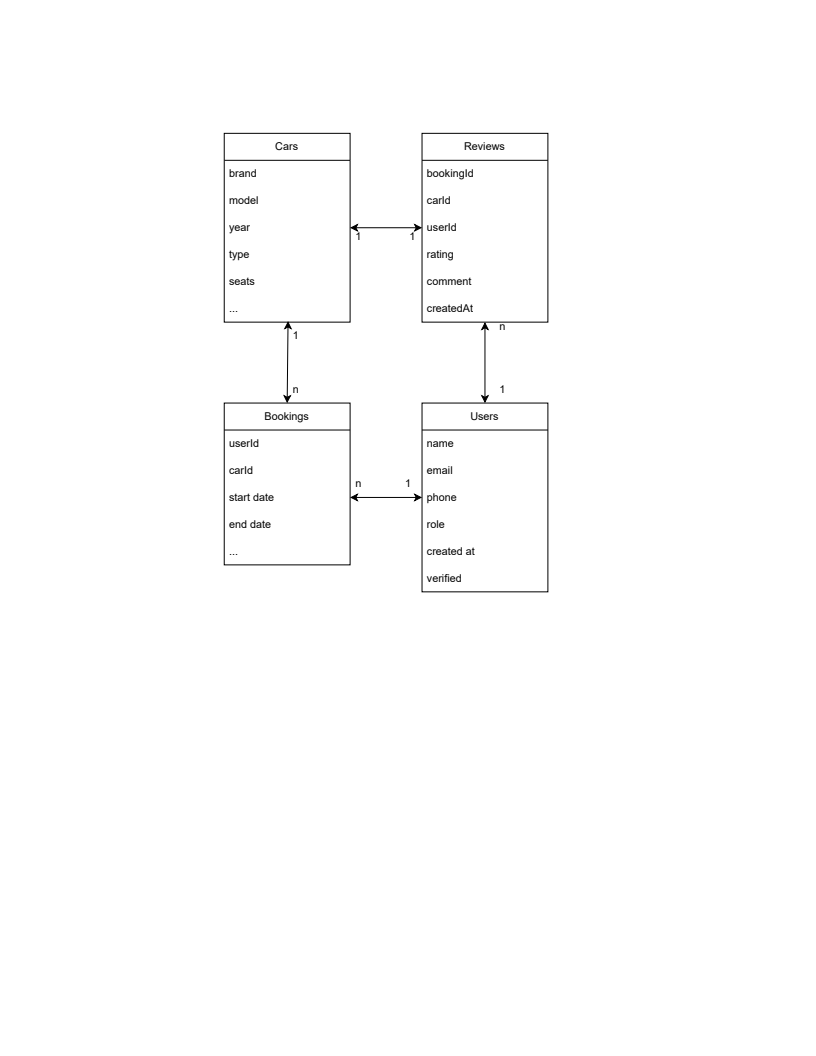 Cars
brand
model
year
type
seats
...
1
1
Reviews
bookingId
carId
userId
rating
comment
createdAt
1
n
n
1
Bookings
userId
carId
start date
end date
...
n
1
Users
name
email
phone
role
created at
verified